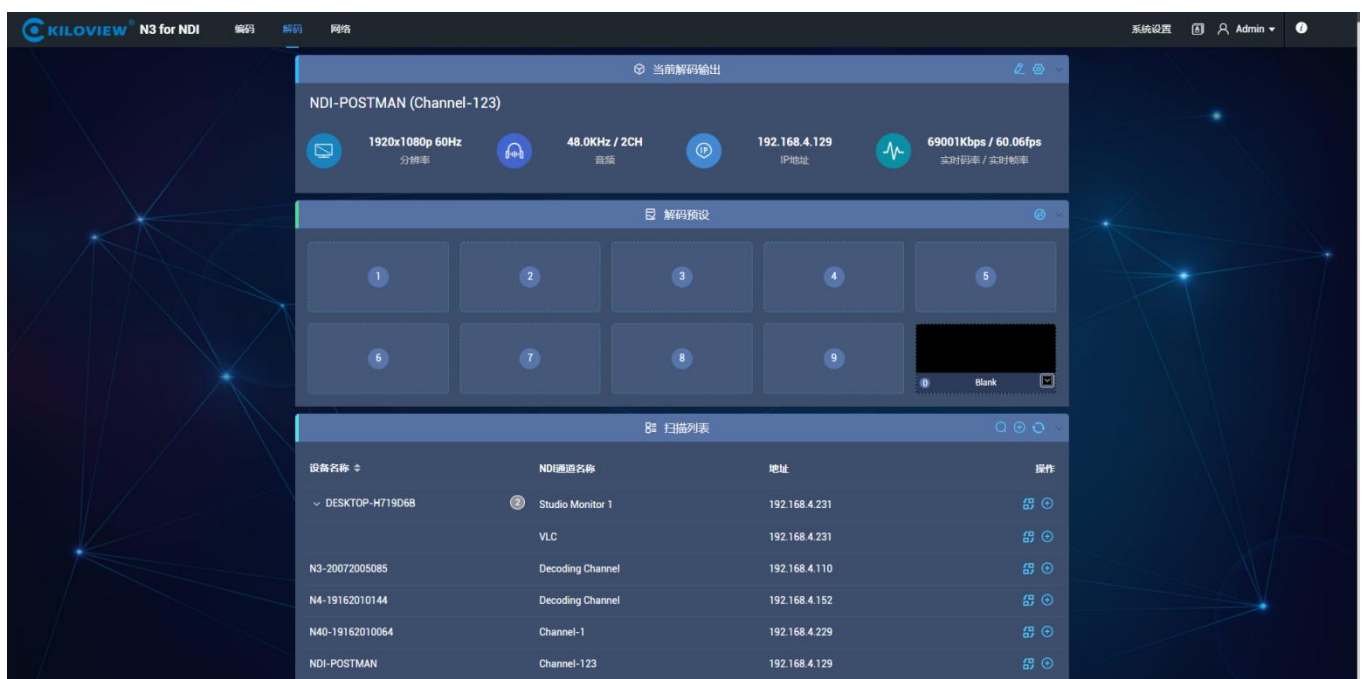 KILOVIEW® N3 for NDI 编码 解码 网络 系统设置 A Admin
当前解码输出
NDI-POSTMAN (Channel-123)
1920x1080p 60Hz 48.0KHz / 2CH IP 192.168.4.129 69001Kbps / 60.06fps
分辨率 音频 IP地址 实时码率 / 实时帧率
解码预设
1 2 3 4 5
6 7 8 9
0 Blank
扫描列表
设备名称 NDI通道名称 地址 操作
DESKTOP-H719D6B 2 Studio Monitor 1 192.168.4.231
VLC 192.168.4.231
N3-20072005085 Decoding Channel 192.168.4.110
N4-19162010144 Decoding Channel 192.168.4.152
N40-19162010064 Channel-1 192.168.4.229
NDI-POSTMAN Channel-123 192.168.4.129